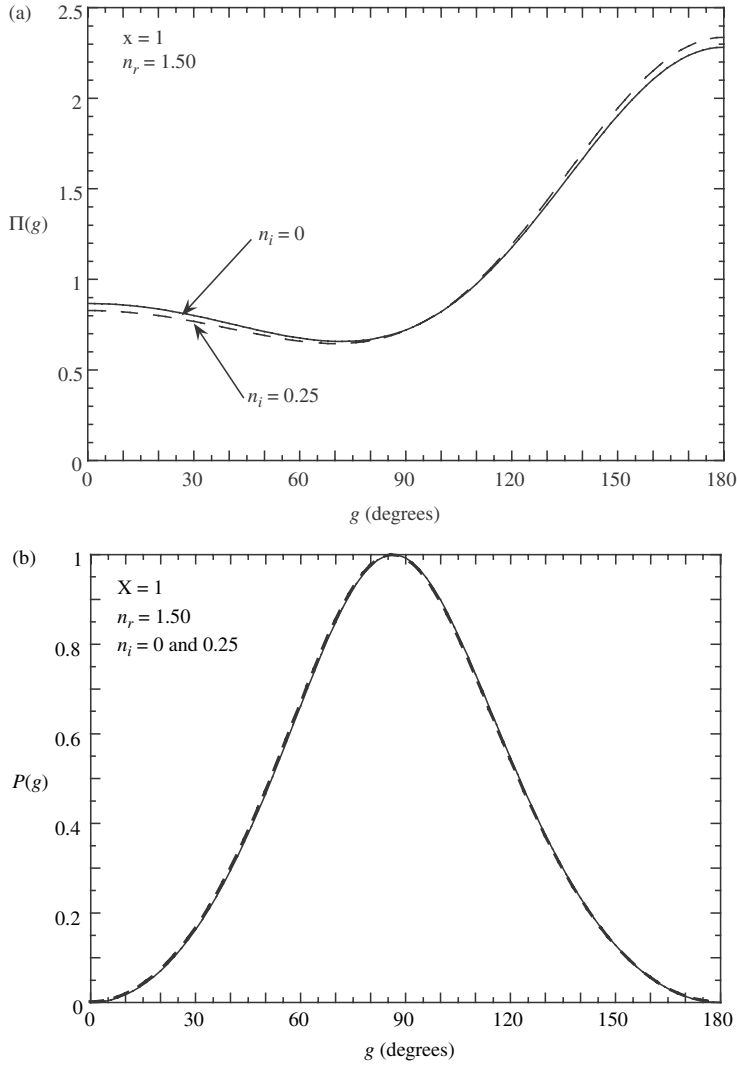 (a)
2.5
x = 1
n_r = 1.50
2
1.5
Π(g)
n_i = 0
1
0.5
n_i = 0.25
0
0 30 60 90 120 150 180
g (degrees)
(b)
1
X = 1
n_r = 1.50
n_i = 0 and 0.25
0.8
0.6
P(g)
0.4
0.2
0
0 30 60 90 120 150 180
g (degrees)